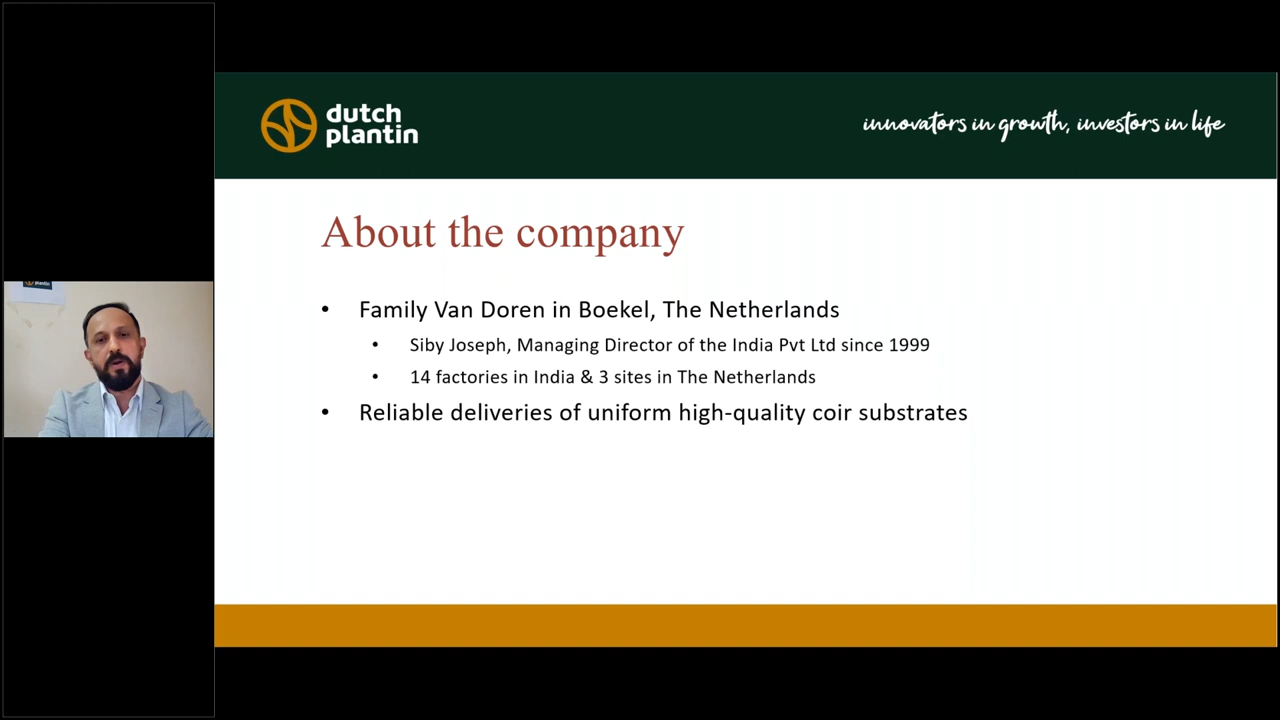 dutch
plantin
innovators in growth, investors in life
plantin
About the company
• Family Van Doren in Boekel, The Netherlands
• Siby Joseph, Managing Director of the India Pvt Ltd since 1999
• 14 factories in India & 3 sites in The Netherlands
• Reliable deliveries of uniform high-quality coir substrates